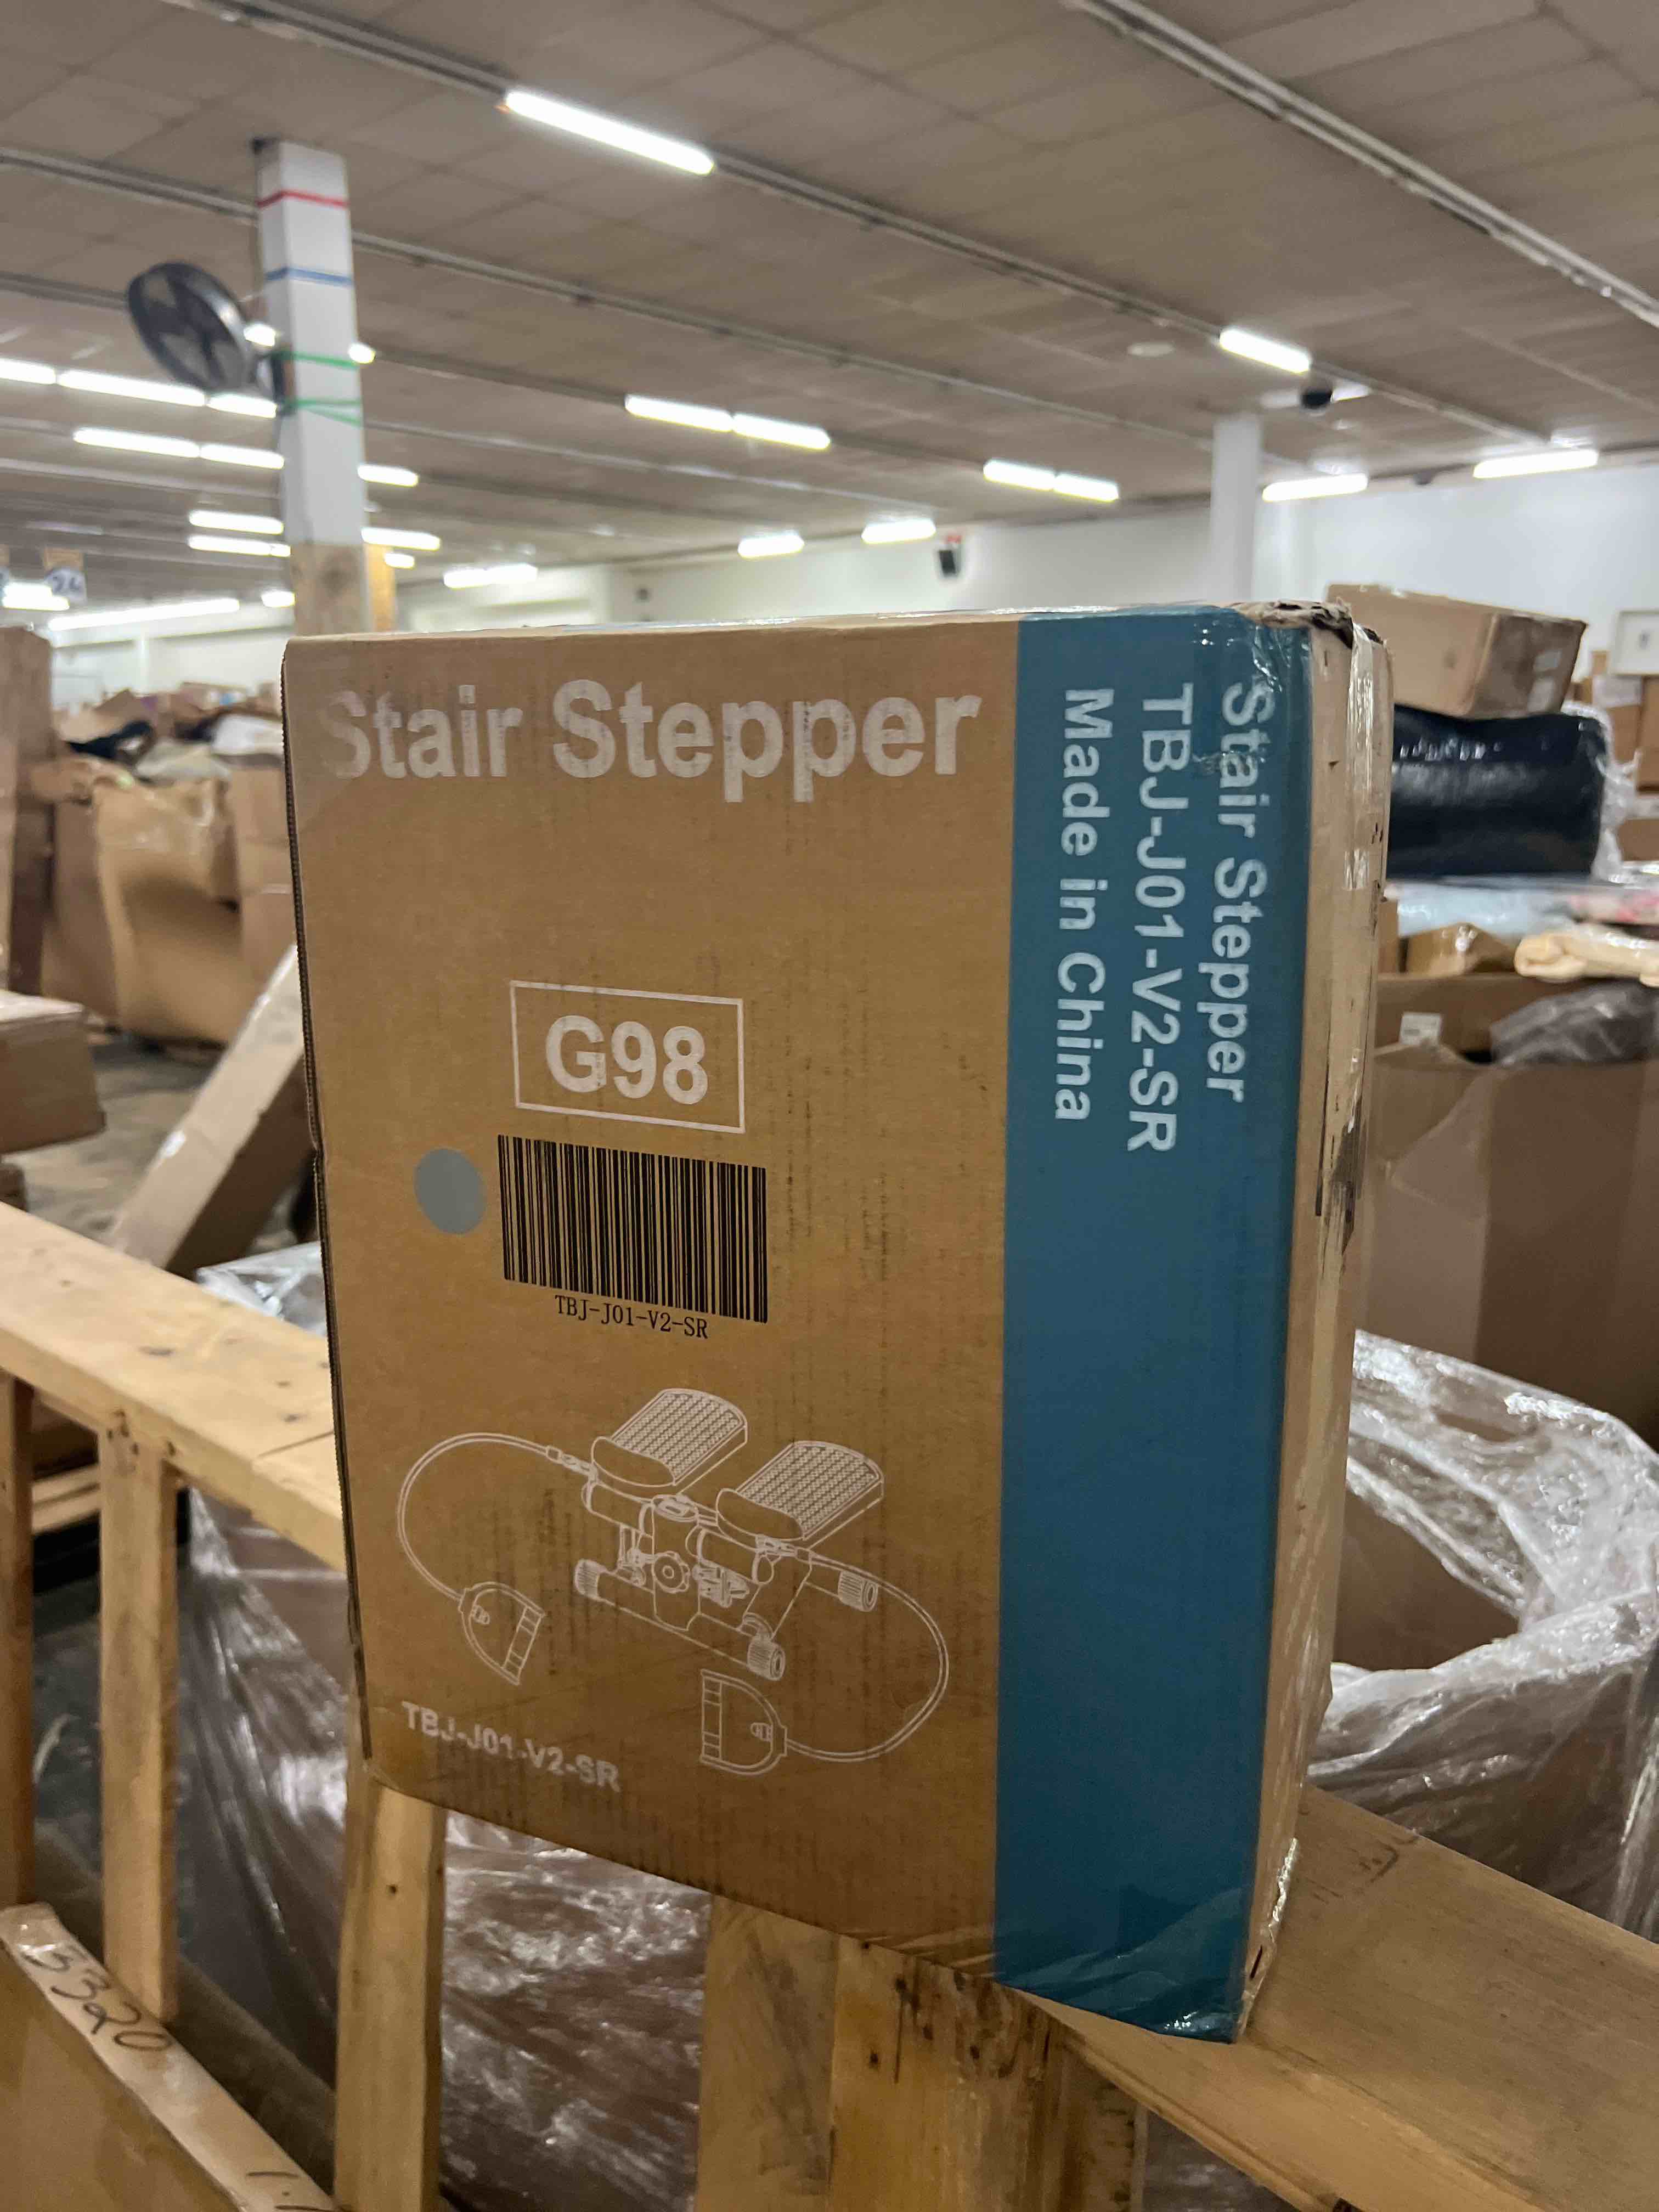 Stair Stepper
G98
TBJ-J01-V2-SR
TBJ-J01-V2-SR
Stair Stepper
TBJ-J01-V2-SR
Made in China
5320